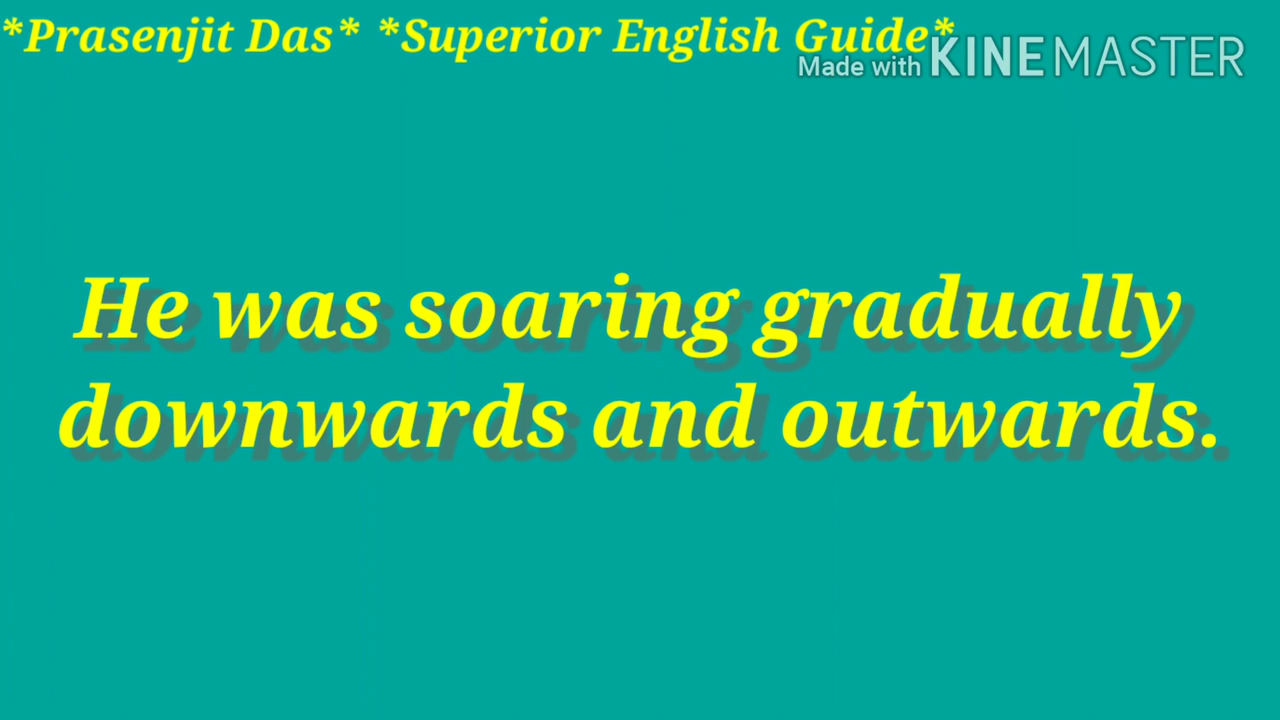 *Prasenjit Das* *Superior English Guide*
Made with KINEMASTER
He was soaring gradually
downwards and outwards.